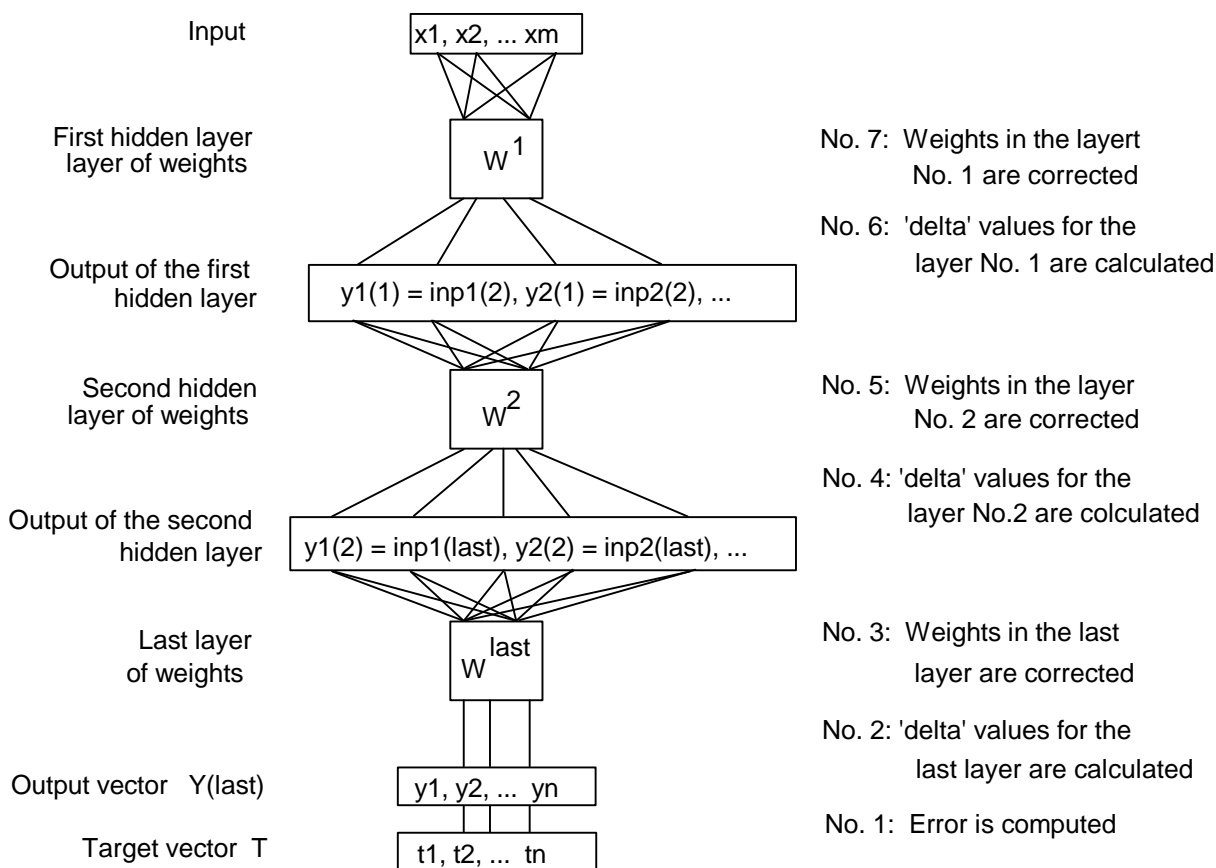 Input
x1, x2, ... xm
First hidden layer
layer of weights
W 1
No. 7: Weights in the layert
No. 1 are corrected
No. 6: 'delta' values for the
layer No. 1 are calculated
Output of the first
hidden layer
y1(1) = inp1(2), y2(1) = inp2(2), ...
Second hidden
layer of weights
W 2
No. 5: Weights in the layer
No. 2 are corrected
No. 4: 'delta' values for the
layer No.2 are colculated
Output of the second
hidden layer
y1(2) = inp1(last), y2(2) = inp2(last), ...
Last layer
of weights
W last
No. 3: Weights in the last
layer are corrected
No. 2: 'delta' values for the
last layer are calculated
Output vector Y(last)
y1, y2, ... yn
No. 1: Error is computed
Target vector T
t1, t2, ... tn